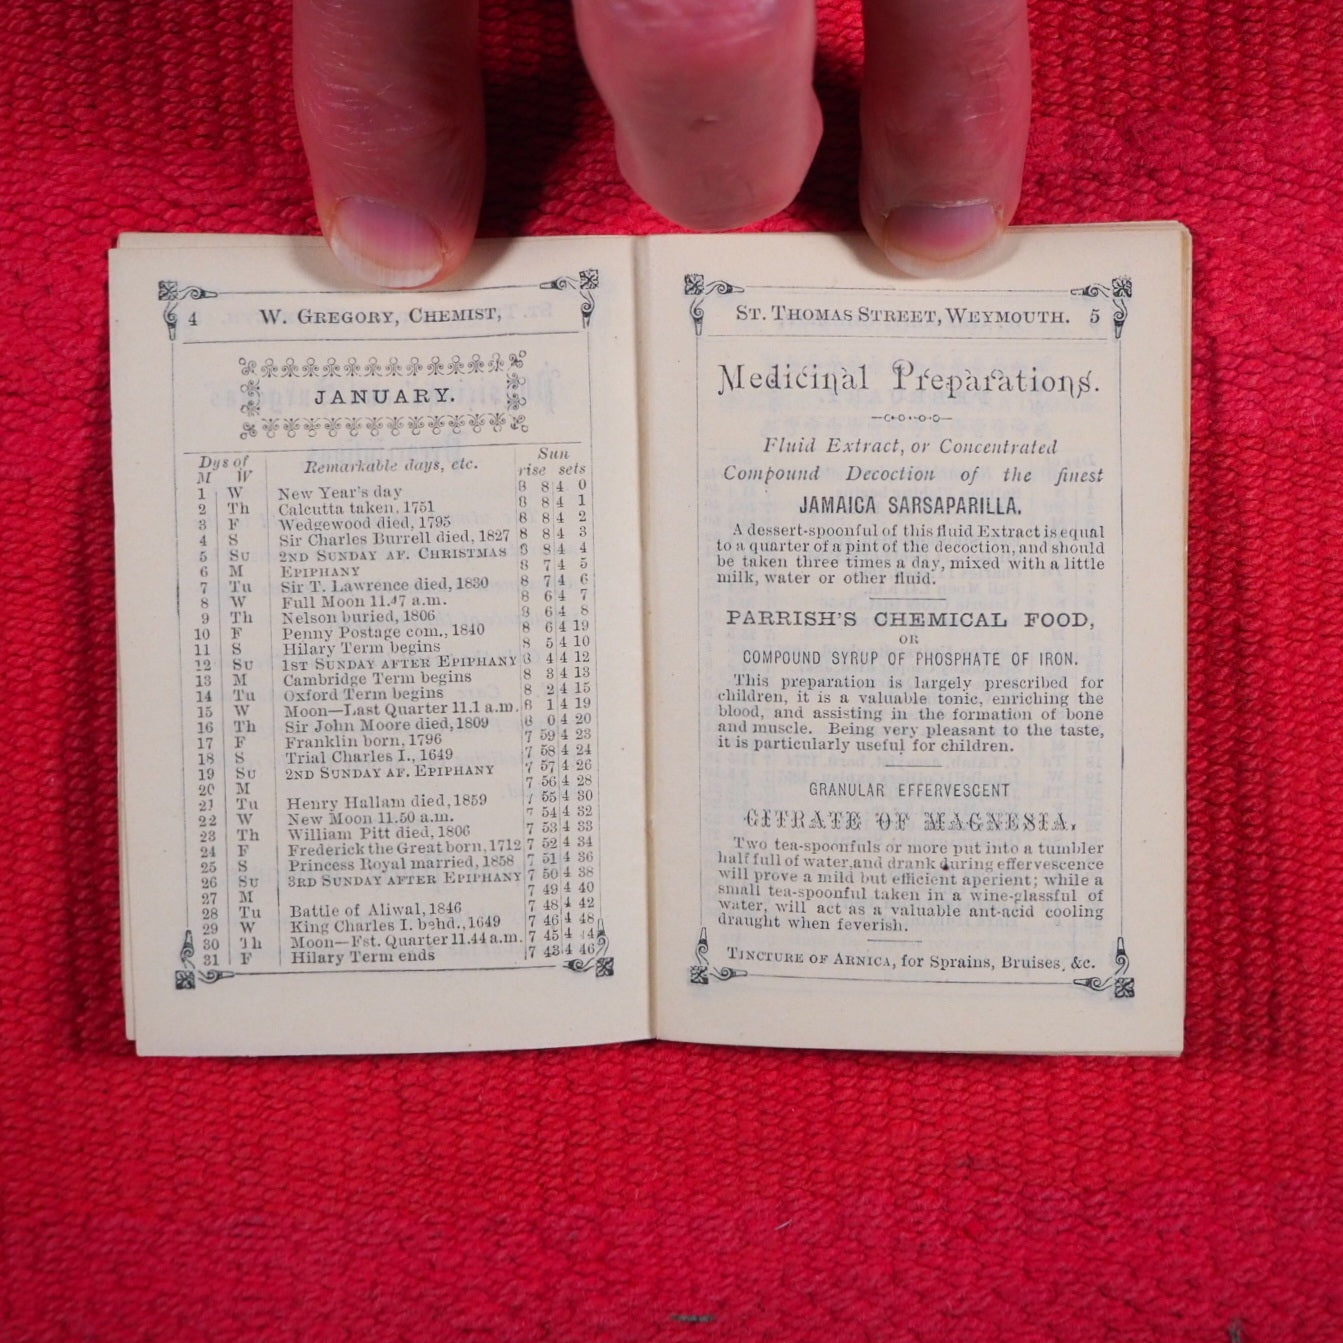 4 W. GREGORY, CHEMIST,
JANUARY.
Dys of Remarkable days, etc. Sun
M W rise sets
1 W New Year's day 8 8 4 0
2 Th Calcutta taken, 1751 8 8 4 1
3 F Wedgewood died, 1795 8 8 4 2
4 S Sir Charles Burrell died, 1827 8 8 4 3
5 Su 2ND SUNDAY AF. CHRISTMAS 8 8 4 4
6 M EPIPHANY 8 7 4 5
7 Tu Sir T. Lawrence died, 1830 8 7 4 6
8 W Full Moon 11.47 a.m. 8 6 4 7
9 Th Nelson buried, 1806 8 6 4 8
10 F Penny Postage com., 1840 8 6 4 19
11 S Hilary Term begins 8 5 4 10
12 Su 1ST SUNDAY AFTER EPIPHANY 8 4 4 12
13 M Cambridge Term begins 8 3 4 13
14 Tu Oxford Term begins 8 2 4 15
15 W Moon—Last Quarter 11.1 a.m. 8 1 4 19
16 Th Sir John Moore died, 1809 8 0 4 20
17 F Franklin born, 1796 7 59 4 23
18 S Trial Charles I., 1649 7 58 4 24
19 Su 2ND SUNDAY AF. EPIPHANY 7 57 4 26
20 M 7 56 4 28
21 Tu Henry Hallam died, 1859 7 55 4 30
22 W New Moon 11.50 a.m. 7 54 4 32
23 Th William Pitt died, 1806 7 53 4 33
24 F Frederick the Great born, 1712 7 52 4 34
25 S Princess Royal married, 1858 7 51 4 36
26 Su 3RD SUNDAY AFTER EPIPHANY 7 50 4 38
27 M 7 49 4 40
28 Tu Battle of Aliwal, 1846 7 48 4 42
29 W King Charles I. behd., 1649 7 46 4 48
30 Th Moon—Fst. Quarter 11.44 a.m. 7 45 4
31 F Hilary Term ends 7 43 4 46
ST. THOMAS STREET, WEYMOUTH. 5
Medicinal Preparations.
Fluid Extract, or Concentrated
Compound Decoction of the finest
JAMAICA SARSAPARILLA.
A dessert-spoonful of this fluid Extract is equal
to a quarter of a pint of the decoction, and should
be taken three times a day, mixed with a little
milk, water or other fluid.
PARRISH'S CHEMICAL FOOD,
OR
COMPOUND SYRUP OF PHOSPHATE OF IRON.
This preparation is largely prescribed for
children, it is a valuable tonic, enriching the
blood, and assisting in the formation of bone
and muscle. Being very pleasant to the taste,
it is particularly useful for children.
GRANULAR EFFERVESCENT
CITRATE OF MAGNESIA,
Two tea-spoonfuls or more put into a tumbler
half full of water, and drank during effervescence
will prove a mild but efficient aperient; while a
small tea-spoonful taken in a wine-glassful of
water, will act as a valuable ant-acid cooling
draught when feverish.
TINCTURE OF ARNICA, for Sprains, Bruises, &c.